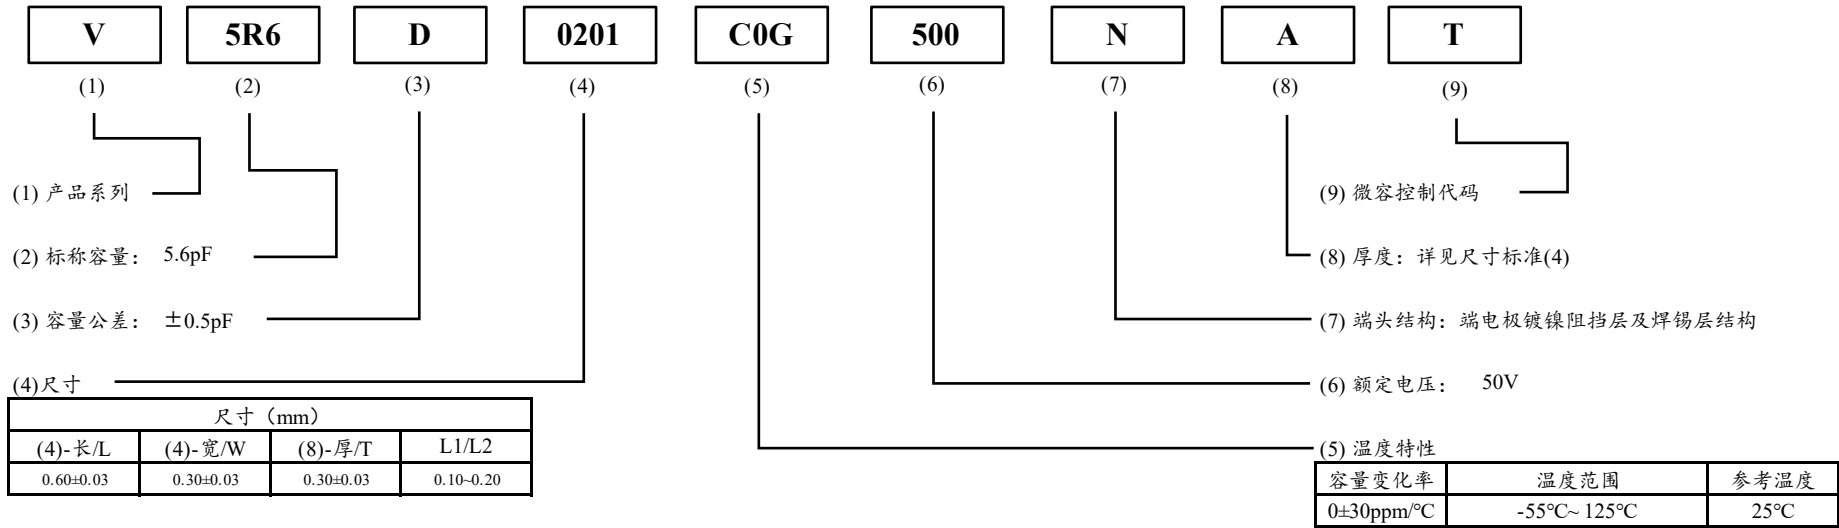 V 5R6 D 0201 C0G 500 N A T
(1) (2) (3) (4) (5) (6) (7) (8) (9)
(1) 产品系列
(9) 微容控制代码
(2) 标称容量： 5.6pF
(8) 厚度：详见尺寸标准(4)
(3) 容量公差： ±0.5pF
(7) 端头结构：端电极镀镍阻挡层及焊锡层结构
(4)尺寸
(6) 额定电压： 50V
尺寸（mm）
(4)-长/L (4)-宽/W (8)-厚/T L1/L2
0.60±0.03 0.30±0.03 0.30±0.03 0.10~0.20
(5) 温度特性
容量变化率 温度范围 参考温度
0±30ppm/°C -55°C~ 125°C 25°C